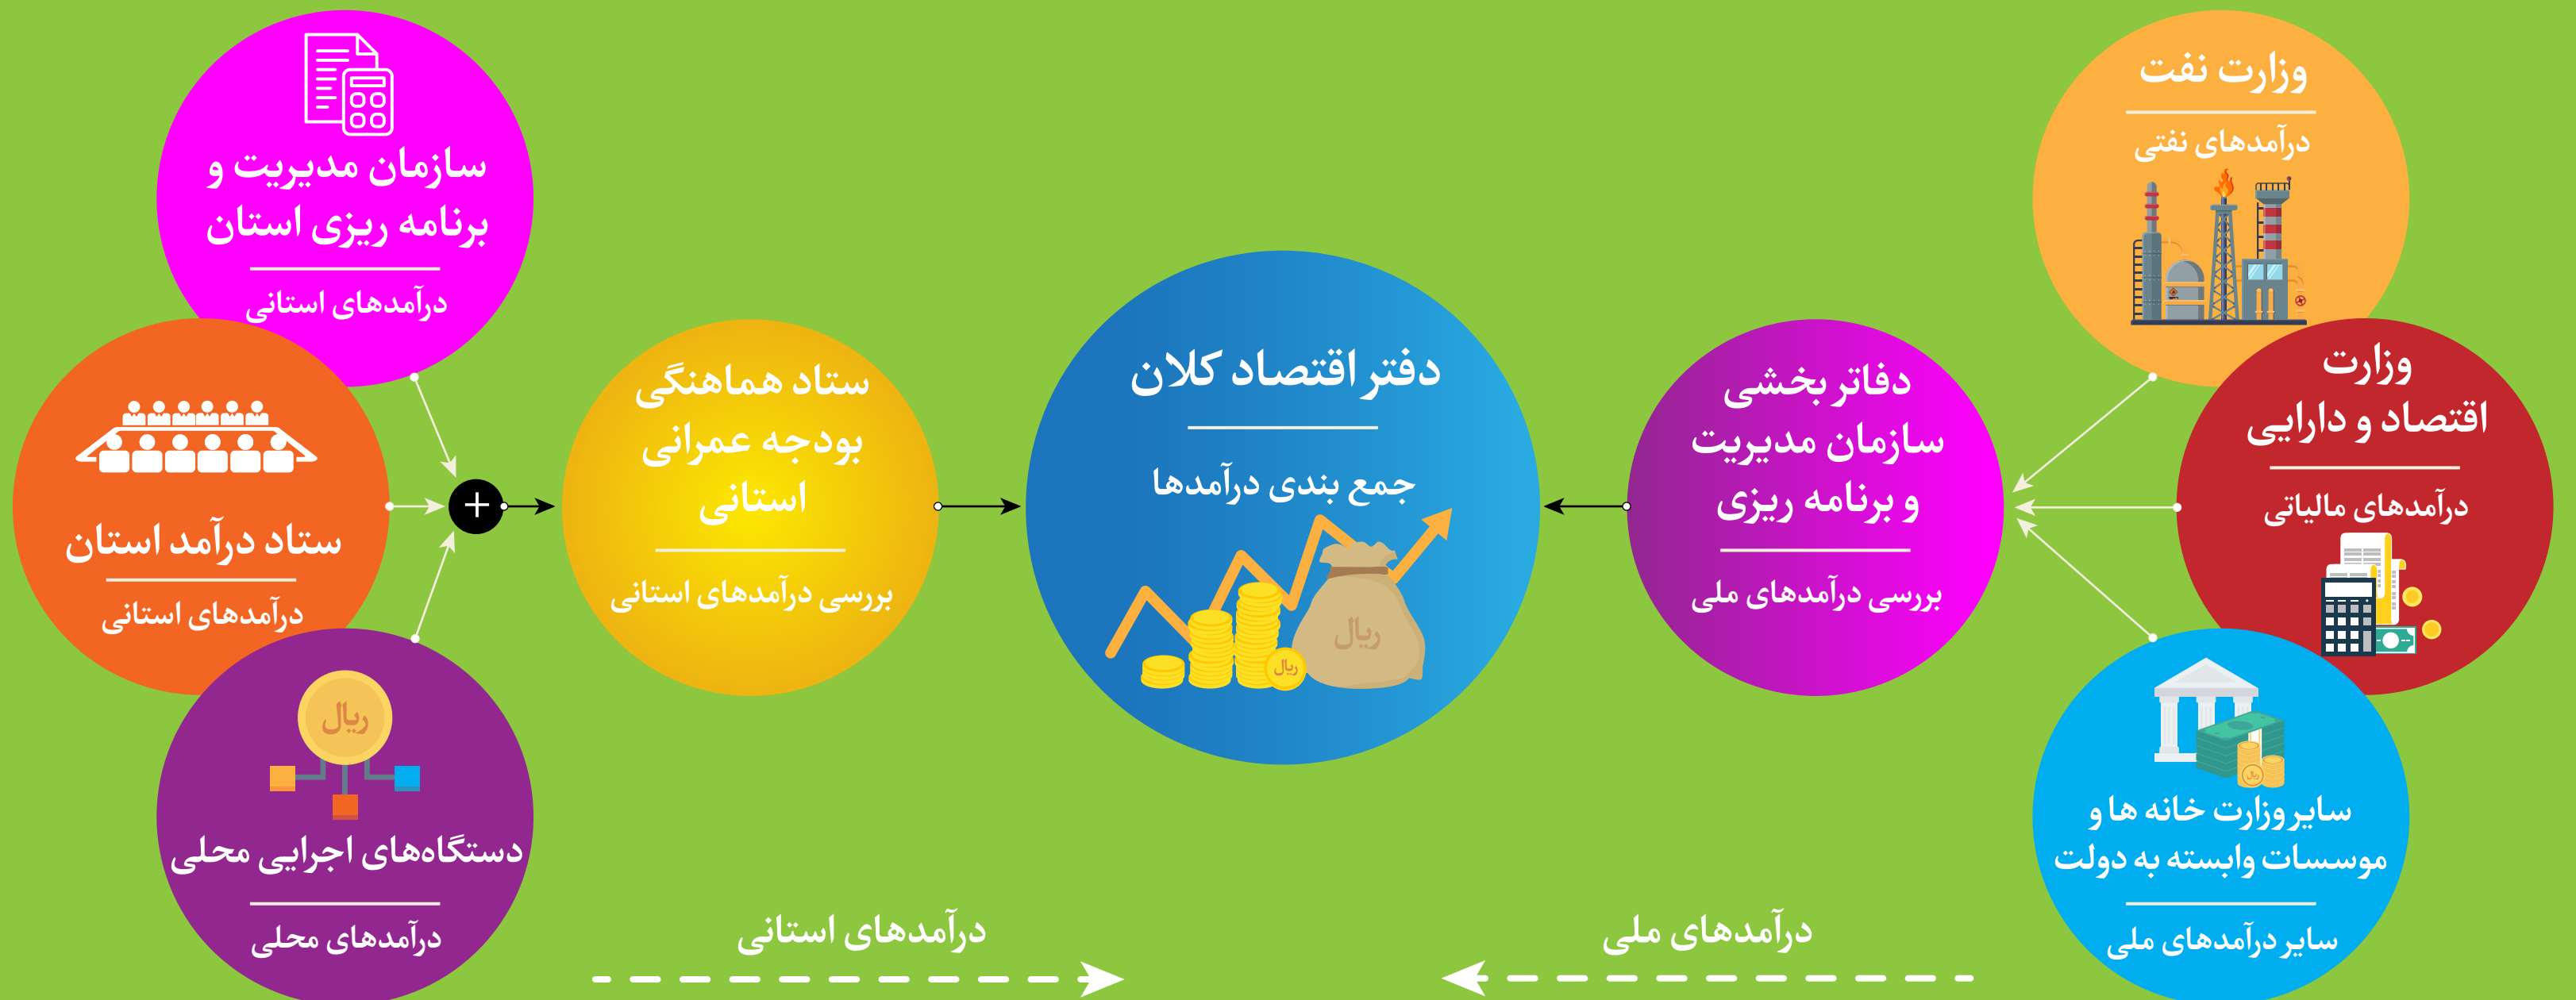 وزارت نفت
درآمدهای نفتی
وزارت
اقتصاد و دارایی
درآمدهای مالیاتی
ریال
سایر وزارت خانه ها و
موسسات وابسته به دولت
سایر درآمدهای ملی
دفاتر بخشی
سازمان مدیریت
و برنامه ریزی
بررسی درآمدهای ملی
دفتر اقتصاد کلان
جمع بندی درآمدها
ریال
ریال
ستاد هماهنگی
بودجه عمرانی
استانی
بررسی درآمدهای استانی
+
سازمان مدیریت و
برنامه ریزی استان
درآمدهای استانی
ستاد درآمد استان
درآمدهای استانی
ریال
دستگاه‌های اجرایی محلی
درآمدهای محلی
درآمدهای ملی
درآمدهای استانی